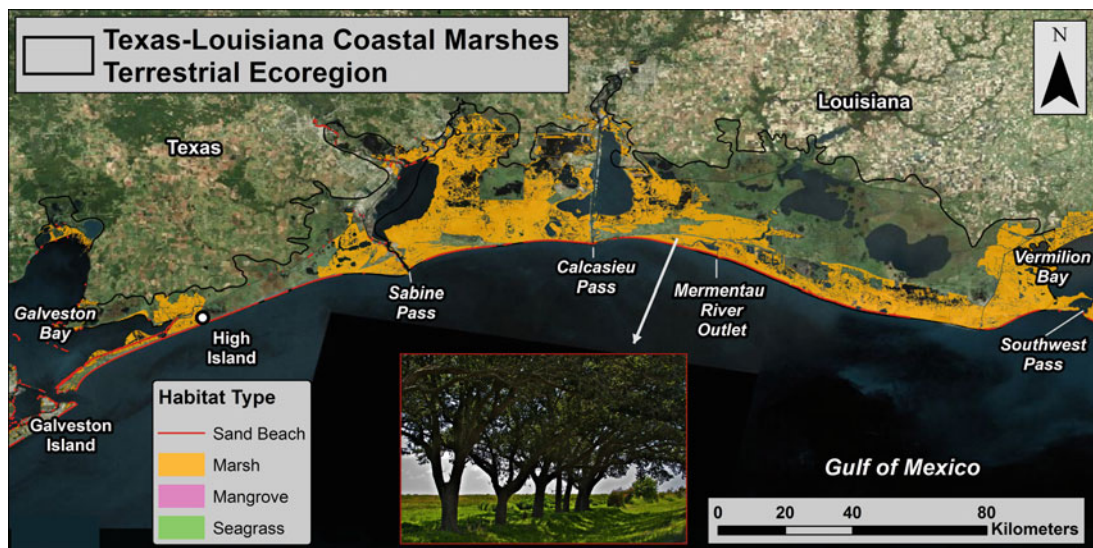 Texas-Louisiana Coastal Marshes
Terrestrial Ecoregion
N
Louisiana
Texas
Galveston
Bay
High
Island
Galveston
Island
Sabine
Pass
Calcasieu
Pass
Mermentau
River
Outlet
Vermilion
Bay
Southwest
Pass
Habitat Type
Sand Beach
Marsh
Mangrove
Seagrass
Gulf of Mexico
0 20 40 80
Kilometers